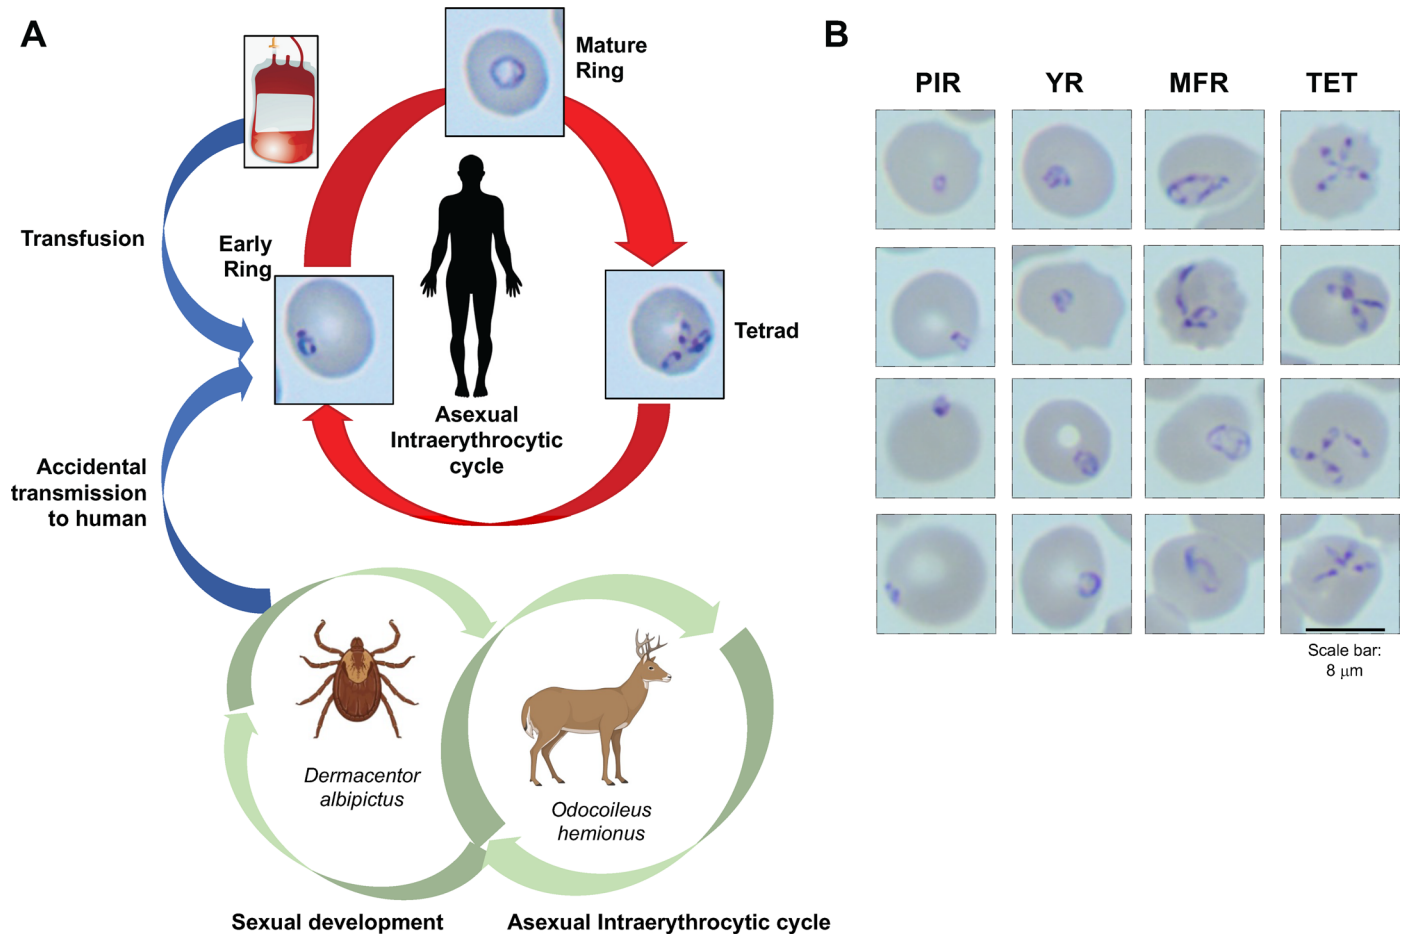 A
Mature
Ring
Transfusion
Early
Ring
Tetrad
Asexual
Intraerythrocytic
cycle
Accidental
transmission
to human
Dermacentor
albipictus
Odocoileus
hemionus
Sexual development
Asexual Intraerythrocytic cycle
B
PIR
YR
MFR
TET
Scale bar:
8 μm